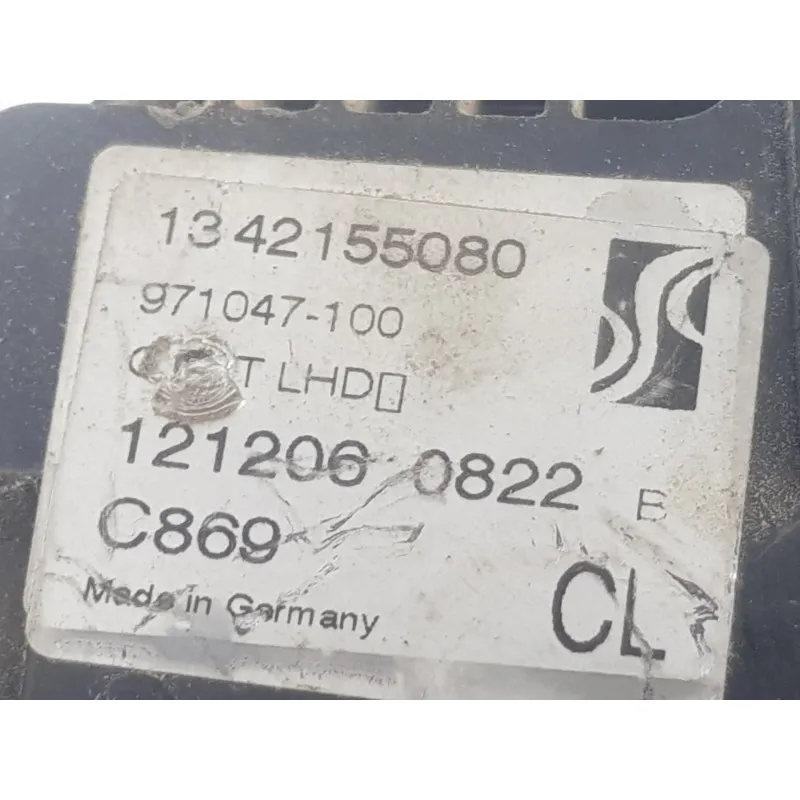 13 42155080
971047-100
LHD
121206 0822 B
C869
CL
Made in Germany